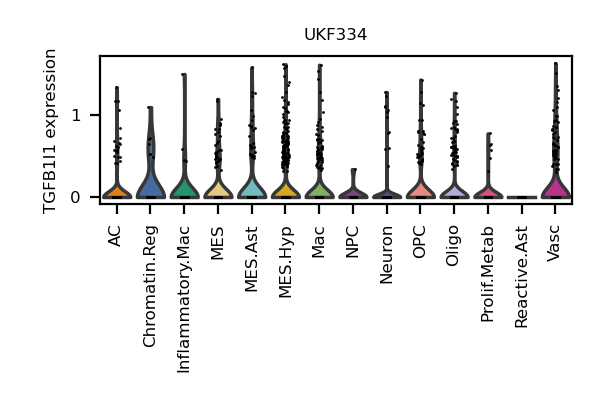 UKF334
TGFB1I1 expression
1
0
AC
Chromatin.Reg
Inflammatory.Mac
MES
MES.Ast
MES.Hyp
Mac
NPC
Neuron
OPC
Oligo
Prolif.Metab
Reactive.Ast
Vasc